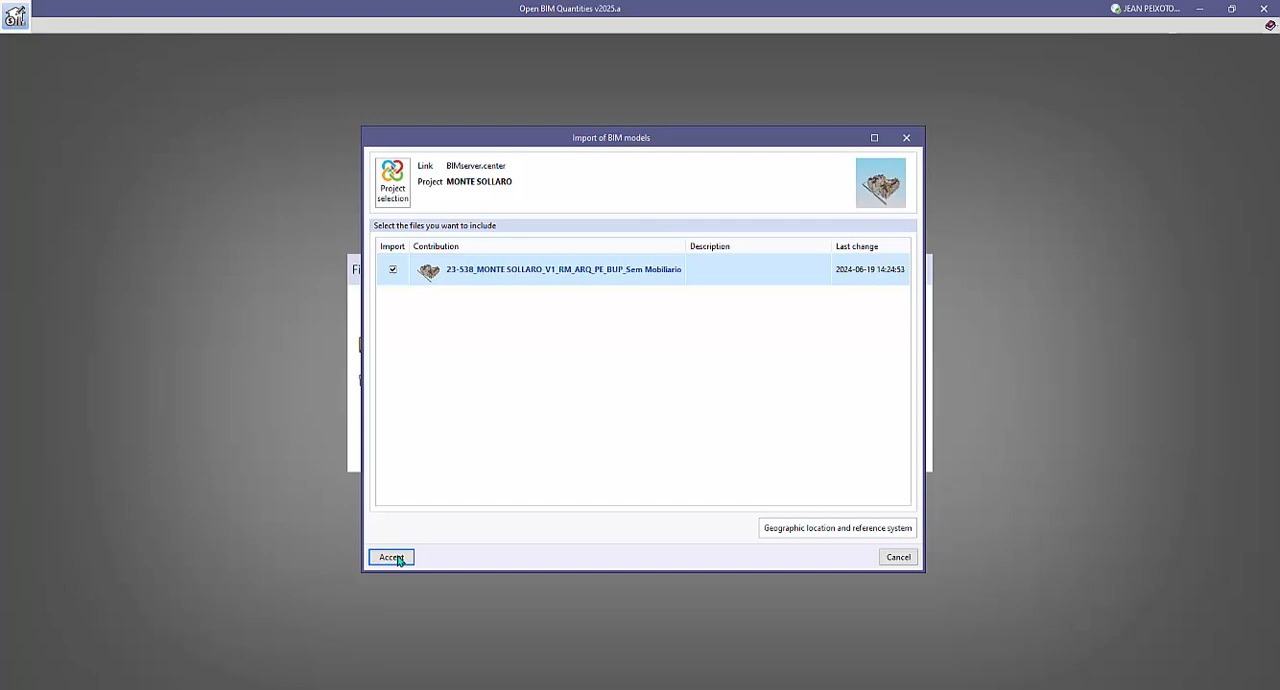 Open BIM Quantities v2025.a
JEAN PEIXOTO...
Import of BIM models
Project selection
Link BIMserver.center
Project MONTE SOLLARO
Select the files you want to include
Import Contribution Description Last change
23-538_MONTE SOLLARO_V1_RM_ARQ_PE_BUP_Sem Mobiliario 2024-06-19 14:24:53
Fi
Geographic location and reference system
Accept Cancel